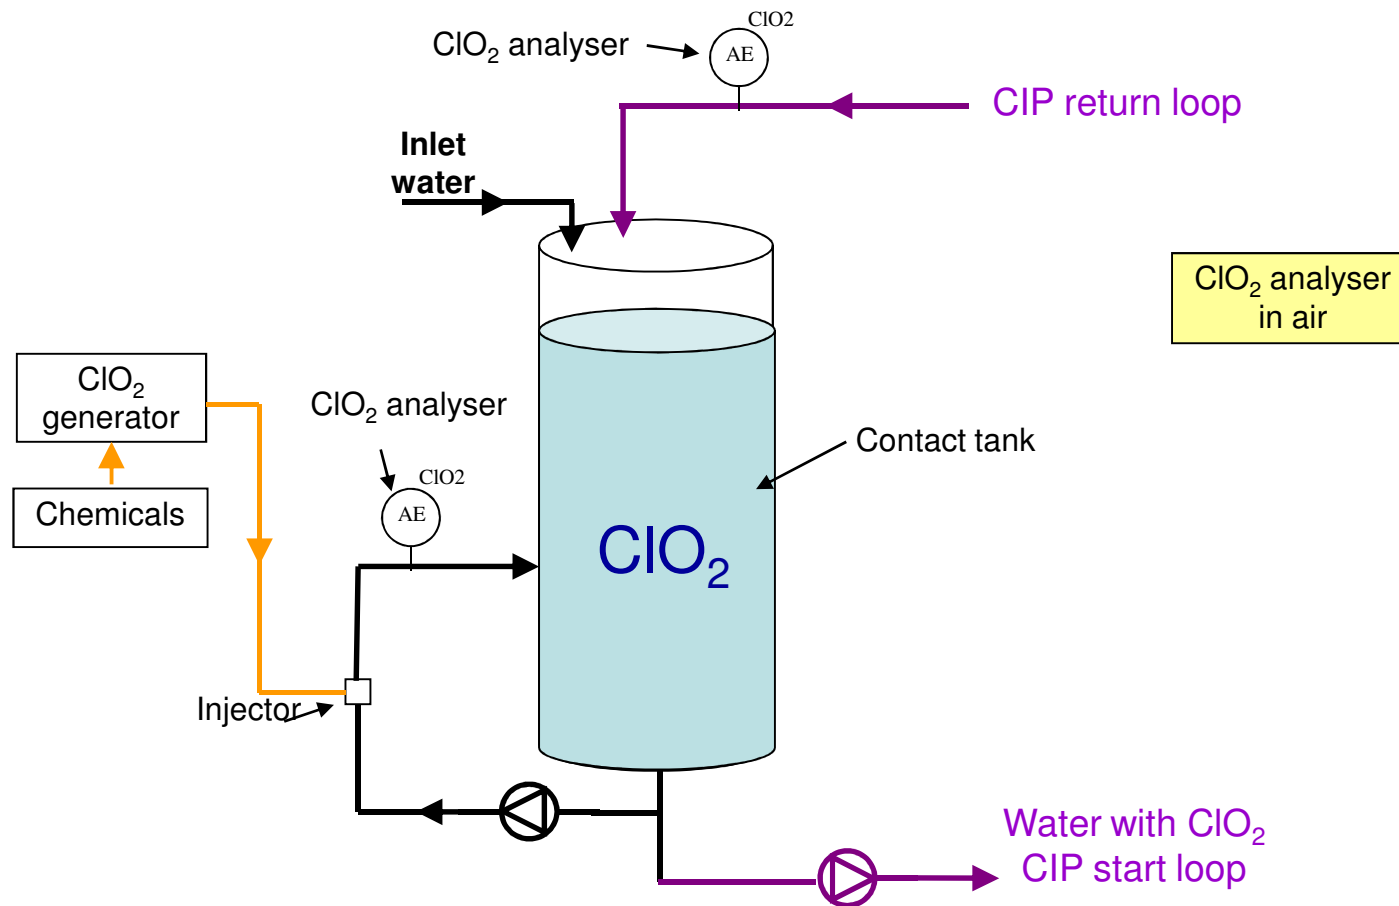 ClO2
ClO₂ analyser
AE
CIP return loop
Inlet
water
ClO₂ analyser
in air
ClO₂
generator
ClO₂ analyser
Contact tank
ClO2
AE
Chemicals
ClO₂
Injector
Water with ClO₂
CIP start loop